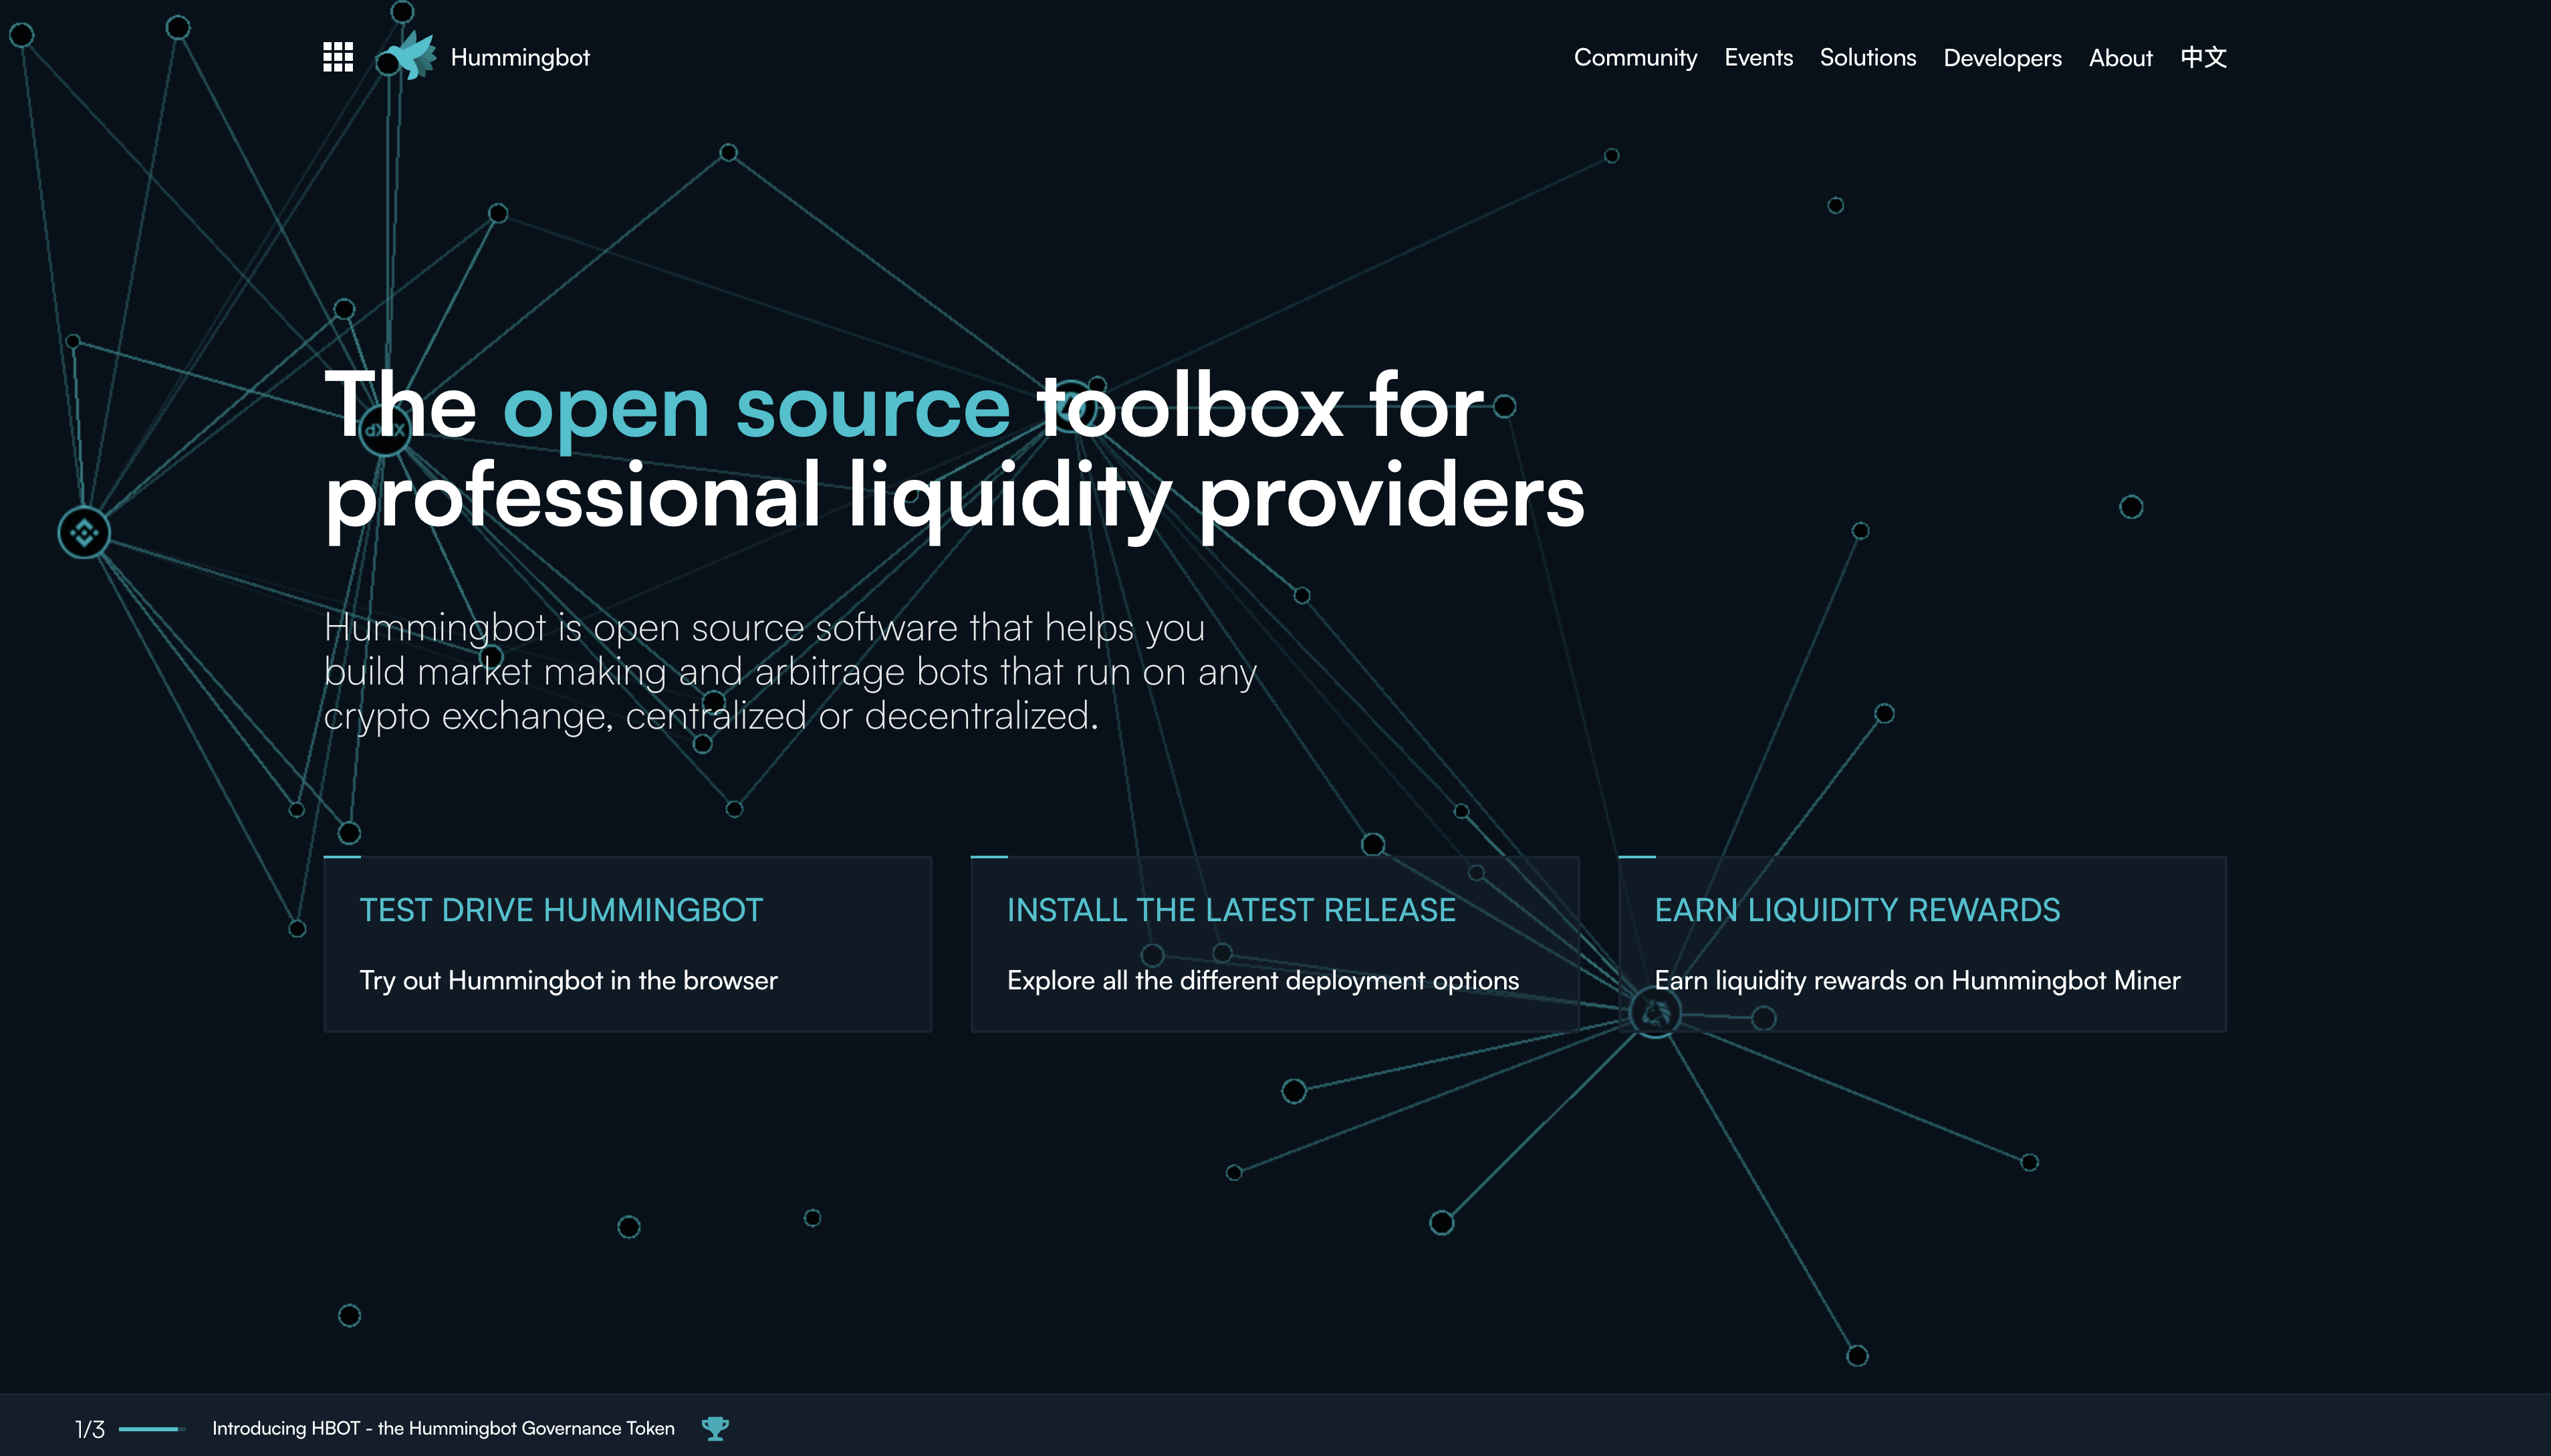 Hummingbot
Community Events Solutions Developers About 中文
The open source toolbox for
professional liquidity providers
Hummingbot is open source software that helps you
build market making and arbitrage bots that run on any
crypto exchange, centralized or decentralized.
TEST DRIVE HUMMINGBOT
Try out Hummingbot in the browser
INSTALL THE LATEST RELEASE
Explore all the different deployment options
EARN LIQUIDITY REWARDS
Earn liquidity rewards on Hummingbot Miner
1/3 Introducing HBOT - the Hummingbot Governance Token